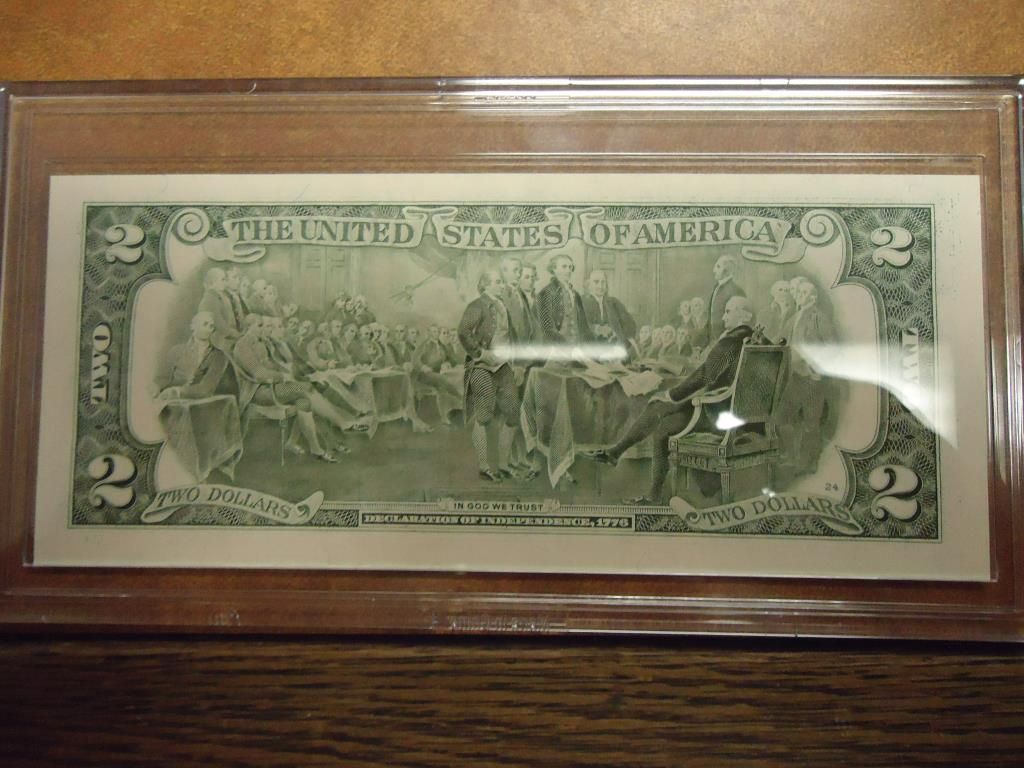 THE UNITED STATES OF AMERICA
2
2
TWO
TWO
2
2
TWO DOLLARS
24
TWO DOLLARS
IN GOD WE TRUST
DECLARATION OF INDEPENDENCE, 1776